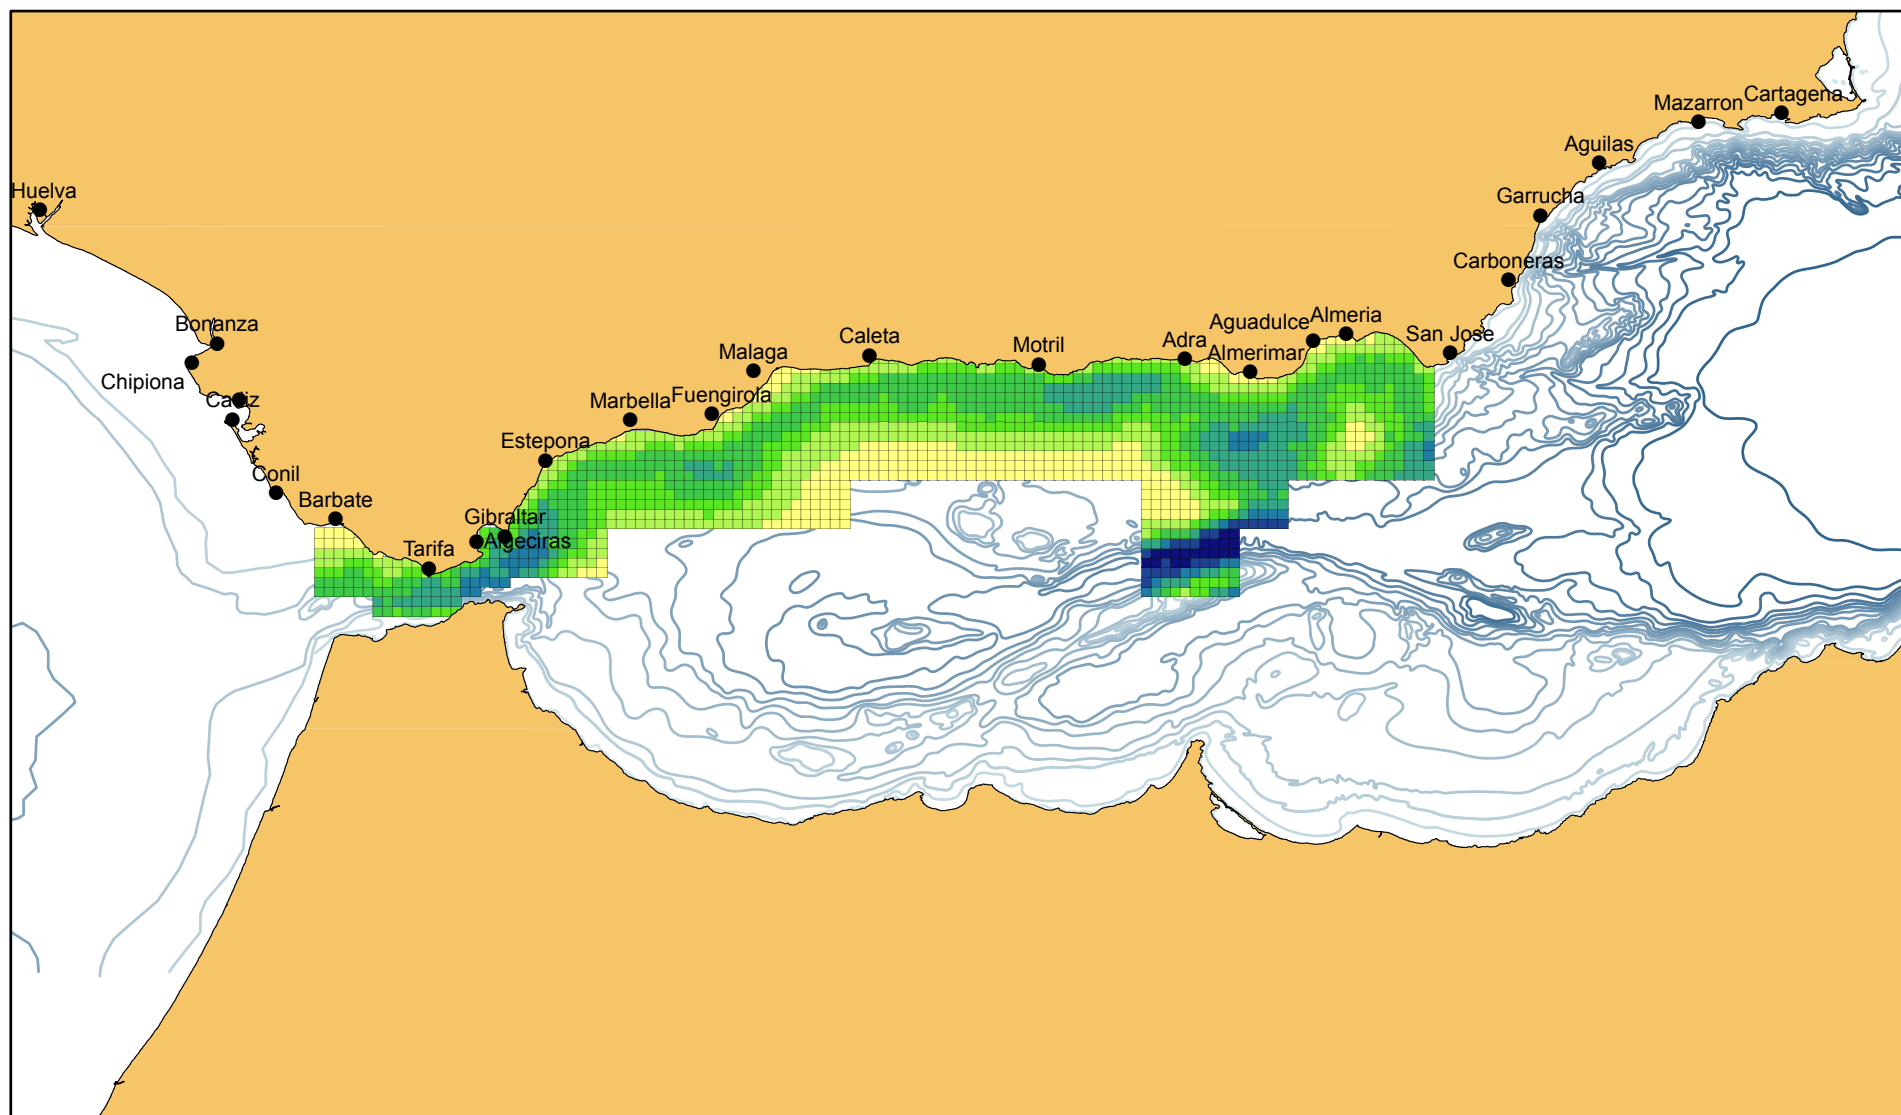 Cartagena
Mazarron
Aguilas
Huelva
Garrucha
Carboneras
Bonanza
Aguadulce
Almeria
San Jose
Caleta
Motril
Adra
Malaga
Almerimar
Chipiona
Cadiz
Marbella
Fuengirola
Estepona
Conil
Barbate
Gibraltar
Tarifa
Algeciras